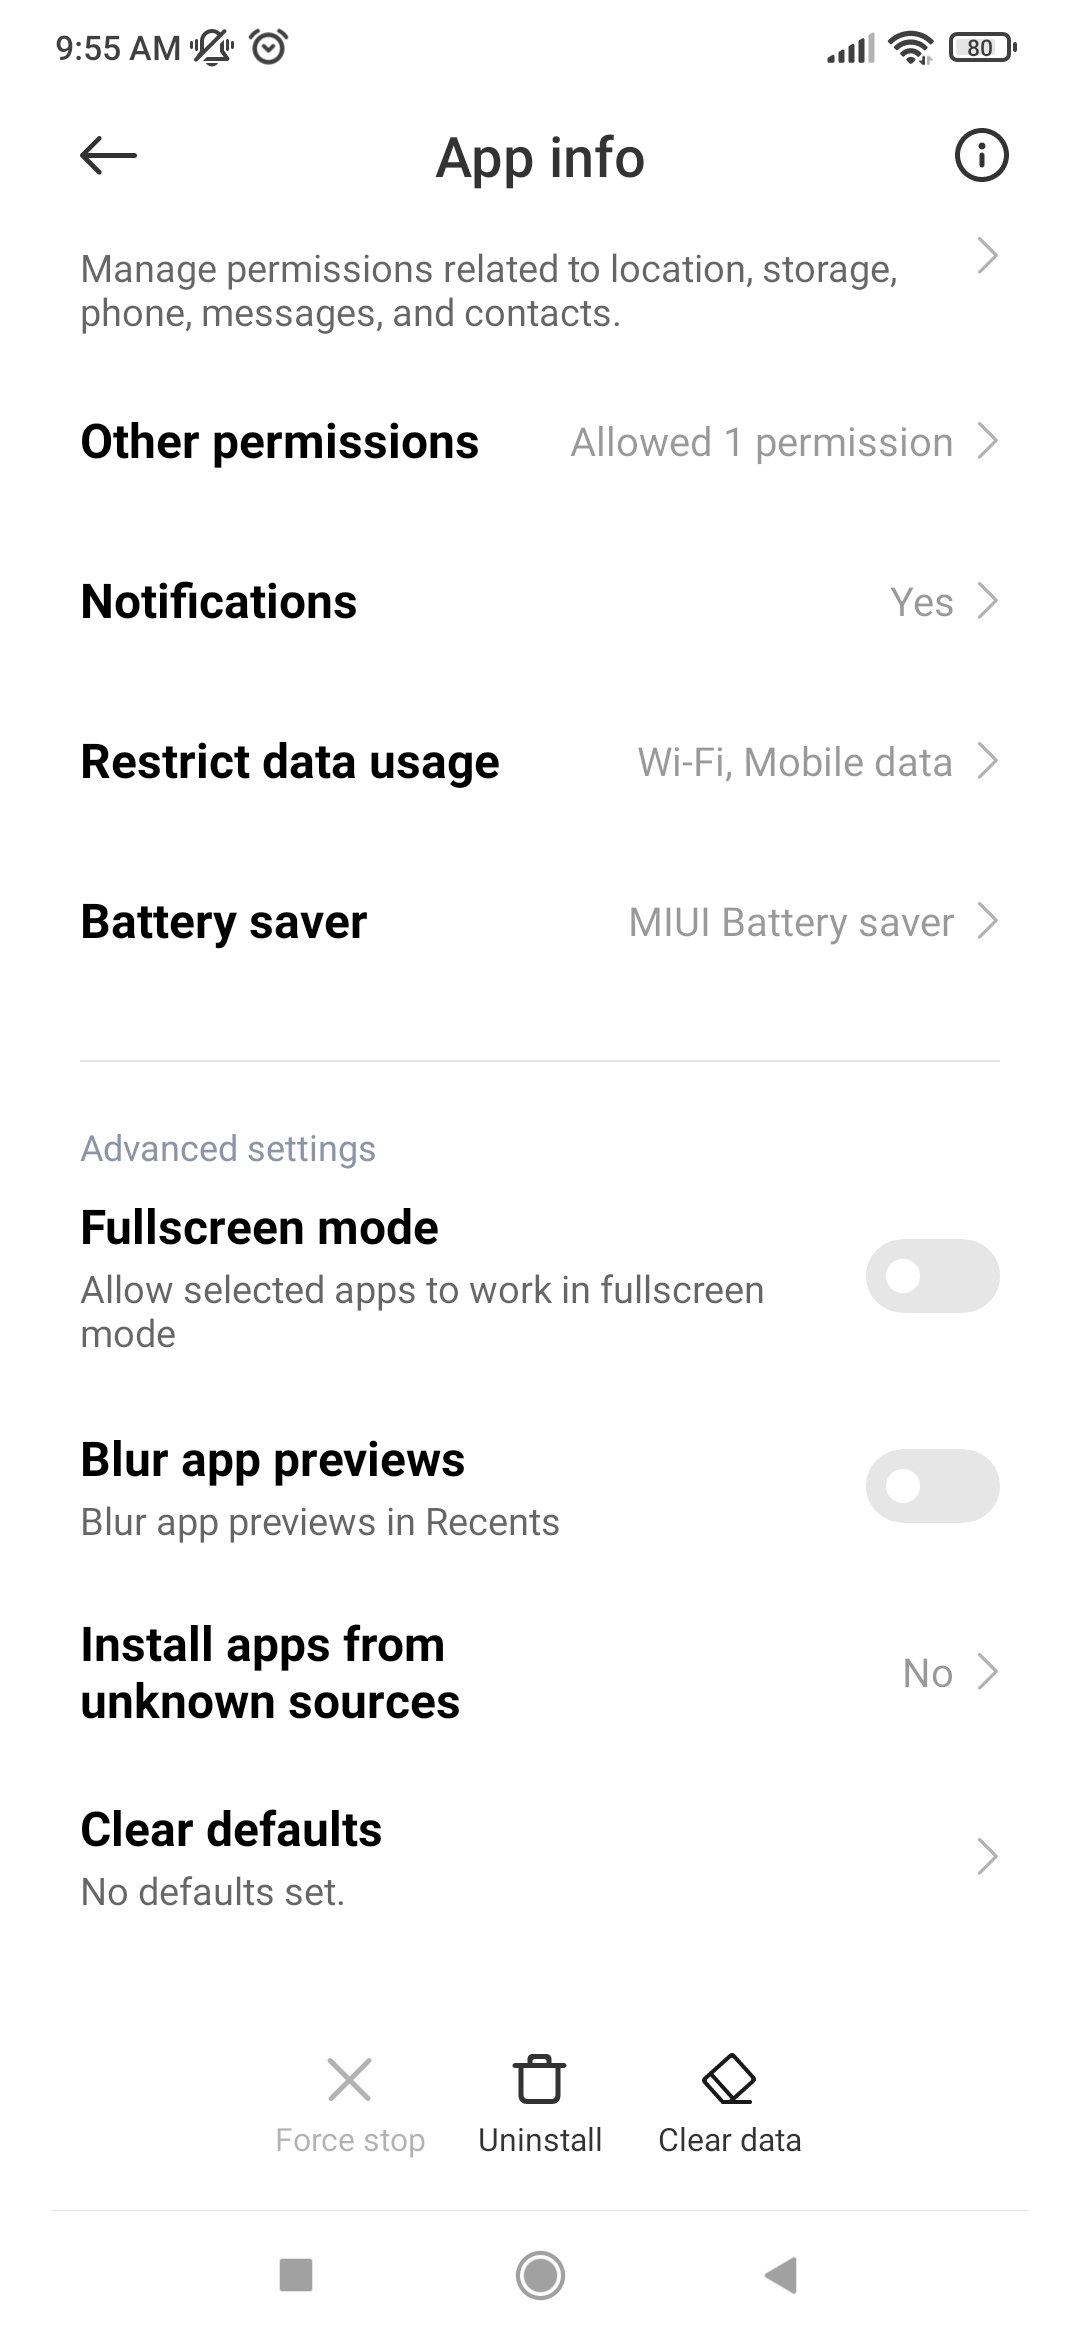 9:55 AM
80
App info
Manage permissions related to location, storage,
phone, messages, and contacts.
Other permissions
Allowed 1 permission
Notifications
Yes
Restrict data usage
Wi-Fi, Mobile data
Battery saver
MIUI Battery saver
Advanced settings
Fullscreen mode
Allow selected apps to work in fullscreen
mode
Blur app previews
Blur app previews in Recents
Install apps from
unknown sources
No
Clear defaults
No defaults set.
Force stop
Uninstall
Clear data